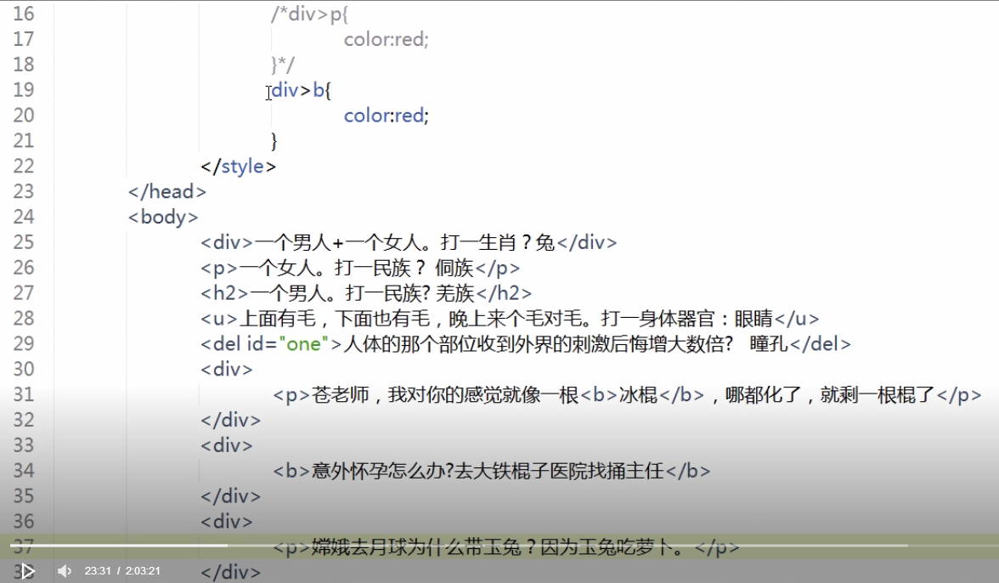 16 /*div>p{
17 color:red;
18 }*/
19 div>b{
20 color:red;
21 }
22 </style>
23 </head>
24 <body>
25 <div>一个男人+一个女人。打一生肖？兔</div>
26 <p>一个女人。打一民族？ 侗族</p>
27 <h2>一个男人。打一民族? 羌族</h2>
28 <u>上面有毛，下面也有毛，晚上来个毛对毛。打一身体器官：眼睛</u>
29 <del id="one">人体的那个部位收到外界的刺激后悔增大数倍? 瞳孔</del>
30 <div>
31 <p>苍老师，我对你的感觉就像一根<b>冰棍</b>，哪都化了，就剩一根棍了</p>
32 </div>
33 <div>
34 <b>意外怀孕怎么办?去大铁棍子医院找捅主任</b>
35 </div>
36 <div>
37 <p>嫦娥去月球为什么带玉兔？因为玉兔吃萝卜。</p>
38 </div>
23:31 / 2:03:21